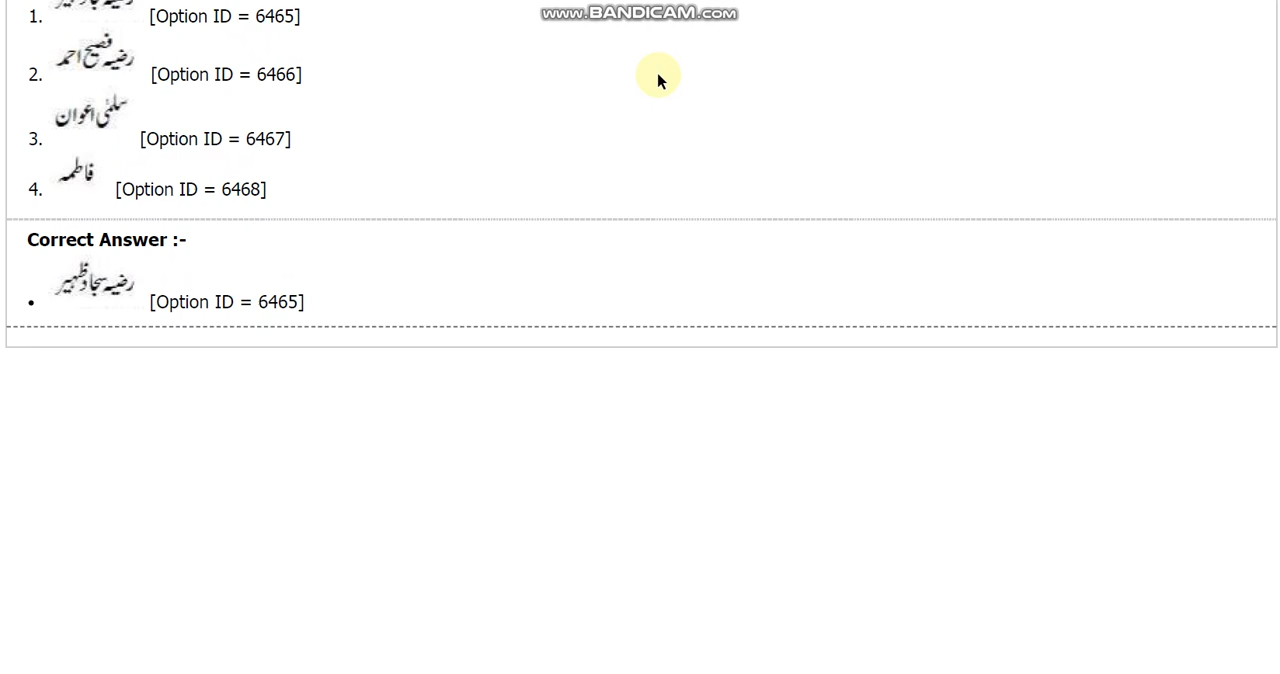 www.BANDICAM.com
1. [Option ID = 6465]
2. رضیہ فصیح احمد [Option ID = 6466]
3. سلمٰی اعوان [Option ID = 6467]
4. فاطمہ [Option ID = 6468]
Correct Answer :-
• رضیہ سجاد ظہیر [Option ID = 6465]